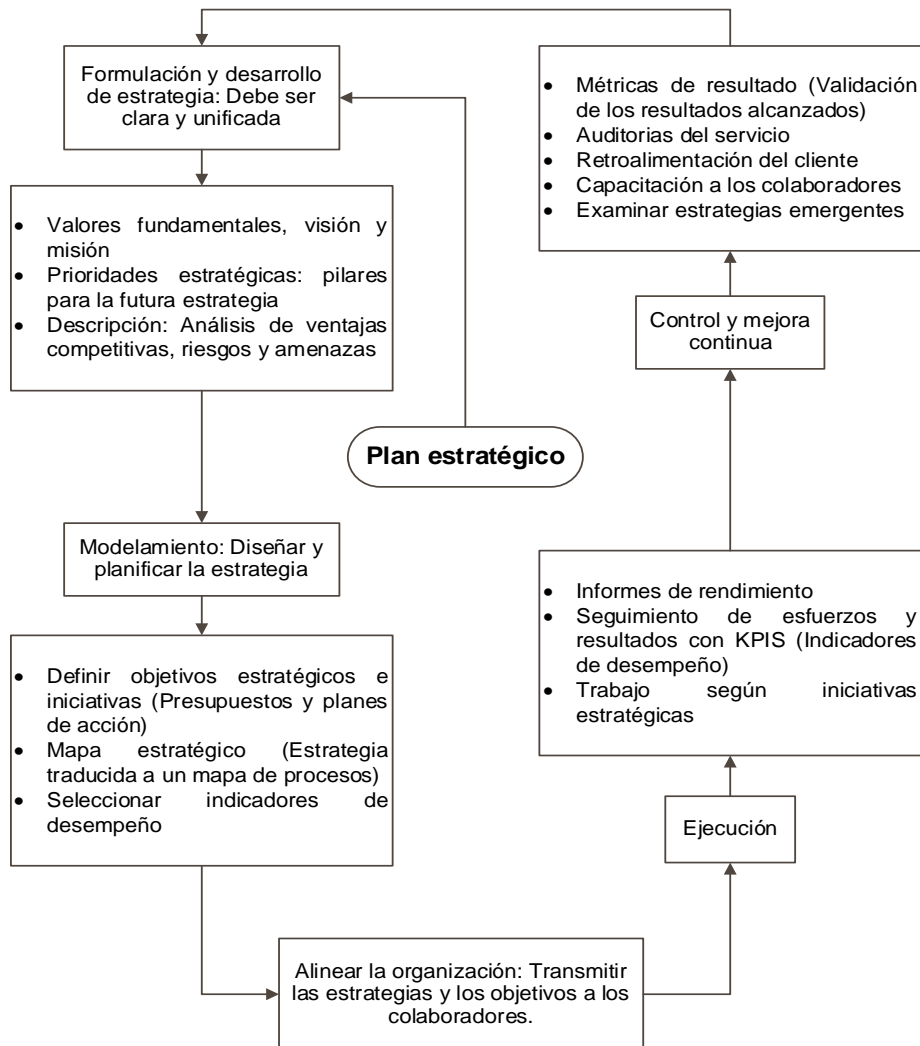 Formulación y desarrollo
de estrategia: Debe ser
clara y unificada
• Valores fundamentales, visión y
misión
• Prioridades estratégicas: pilares
para la futura estrategia
• Descripción: Análisis de ventajas
competitivas, riesgos y amenazas
Plan estratégico
Modelamiento: Diseñar y
planificar la estrategia
• Definir objetivos estratégicos e
iniciativas (Presupuestos y planes
de acción)
• Mapa estratégico (Estrategia
traducida a un mapa de procesos)
• Seleccionar indicadores de
desempeño
Alinear la organización: Transmitir
las estrategias y los objetivos a los
colaboradores.
Ejecución
• Informes de rendimiento
• Seguimiento de esfuerzos y
resultados con KPIS (Indicadores
de desempeño)
• Trabajo según iniciativas
estratégicas
Control y mejora
continua
• Métricas de resultado (Validación
de los resultados alcanzados)
• Auditorias del servicio
• Retroalimentación del cliente
• Capacitación a los colaboradores
• Examinar estrategias emergentes